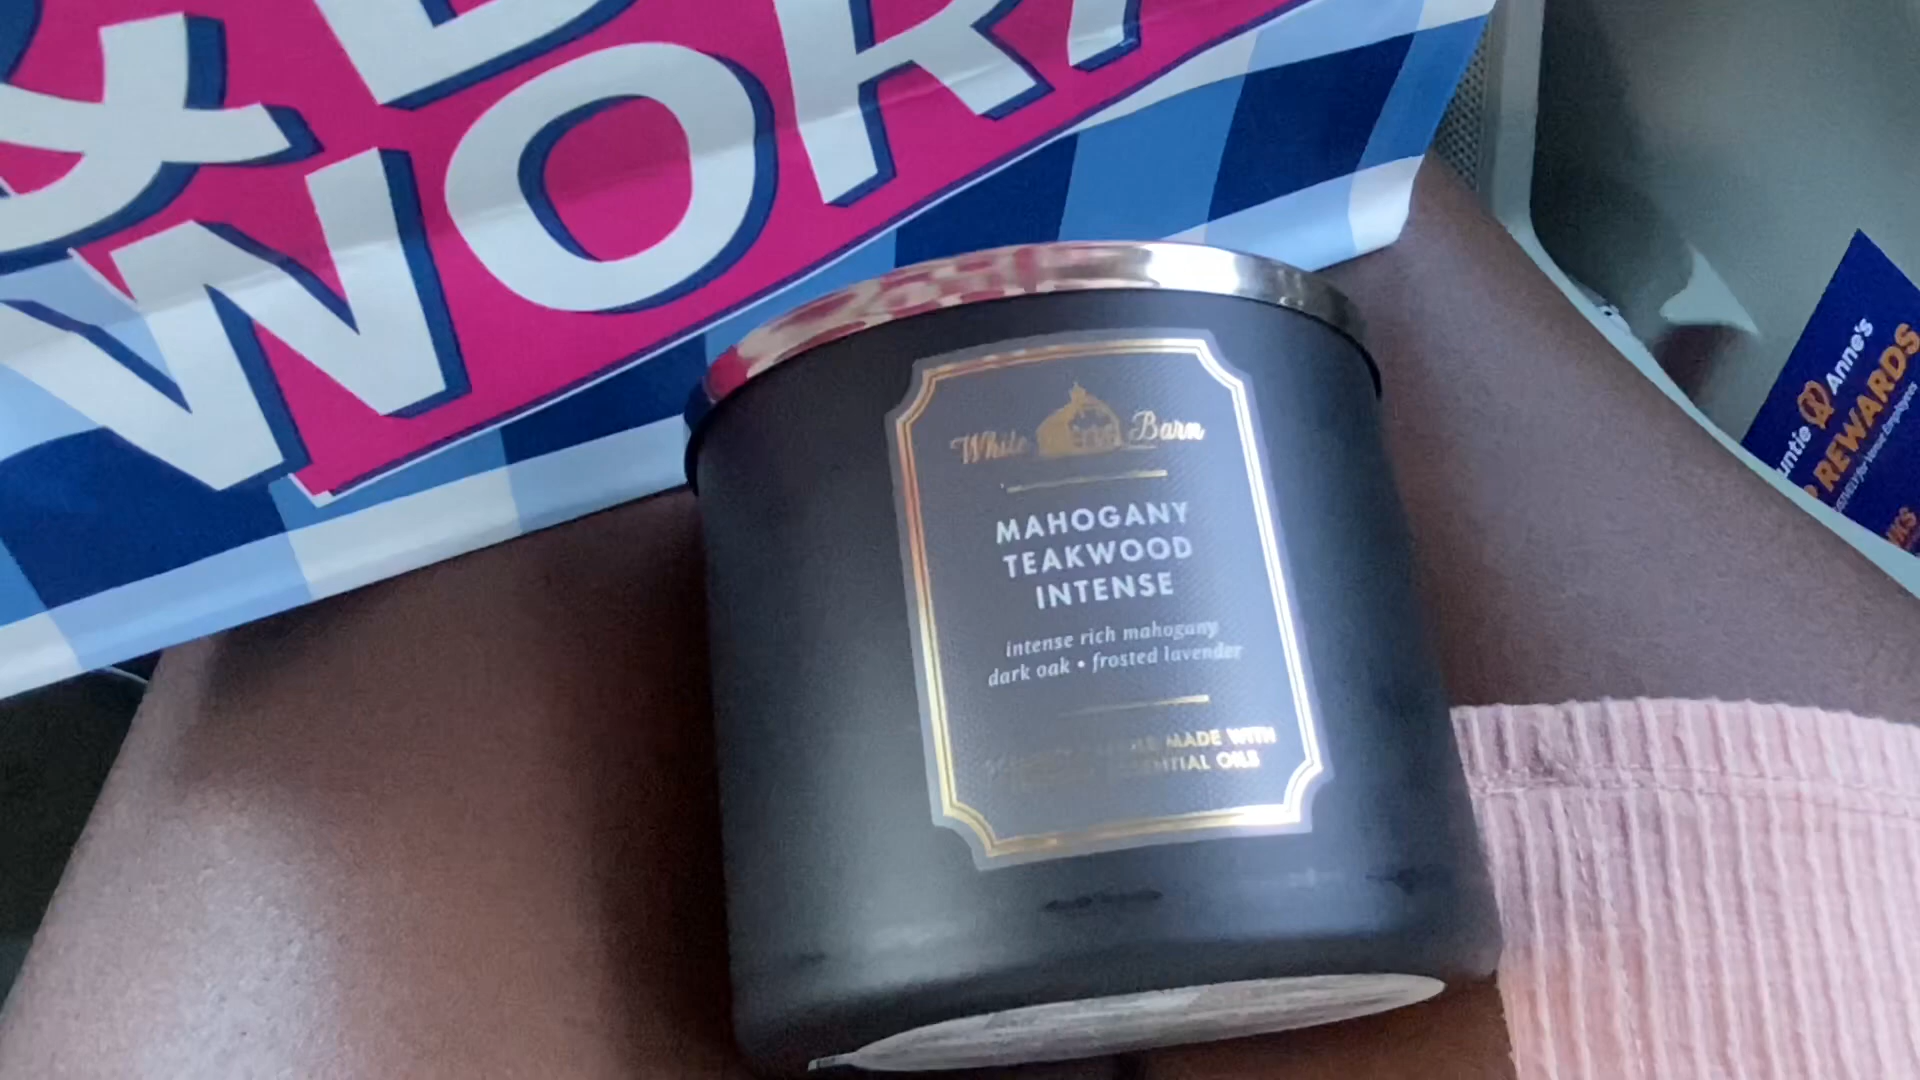 &
WORK
White Barn
MAHOGANY
TEAKWOOD
INTENSE
intense rich mahogany
dark oak • frosted lavender
MADE WITH
ESSENTIAL OILS
Auntie Anne's
REWARDS